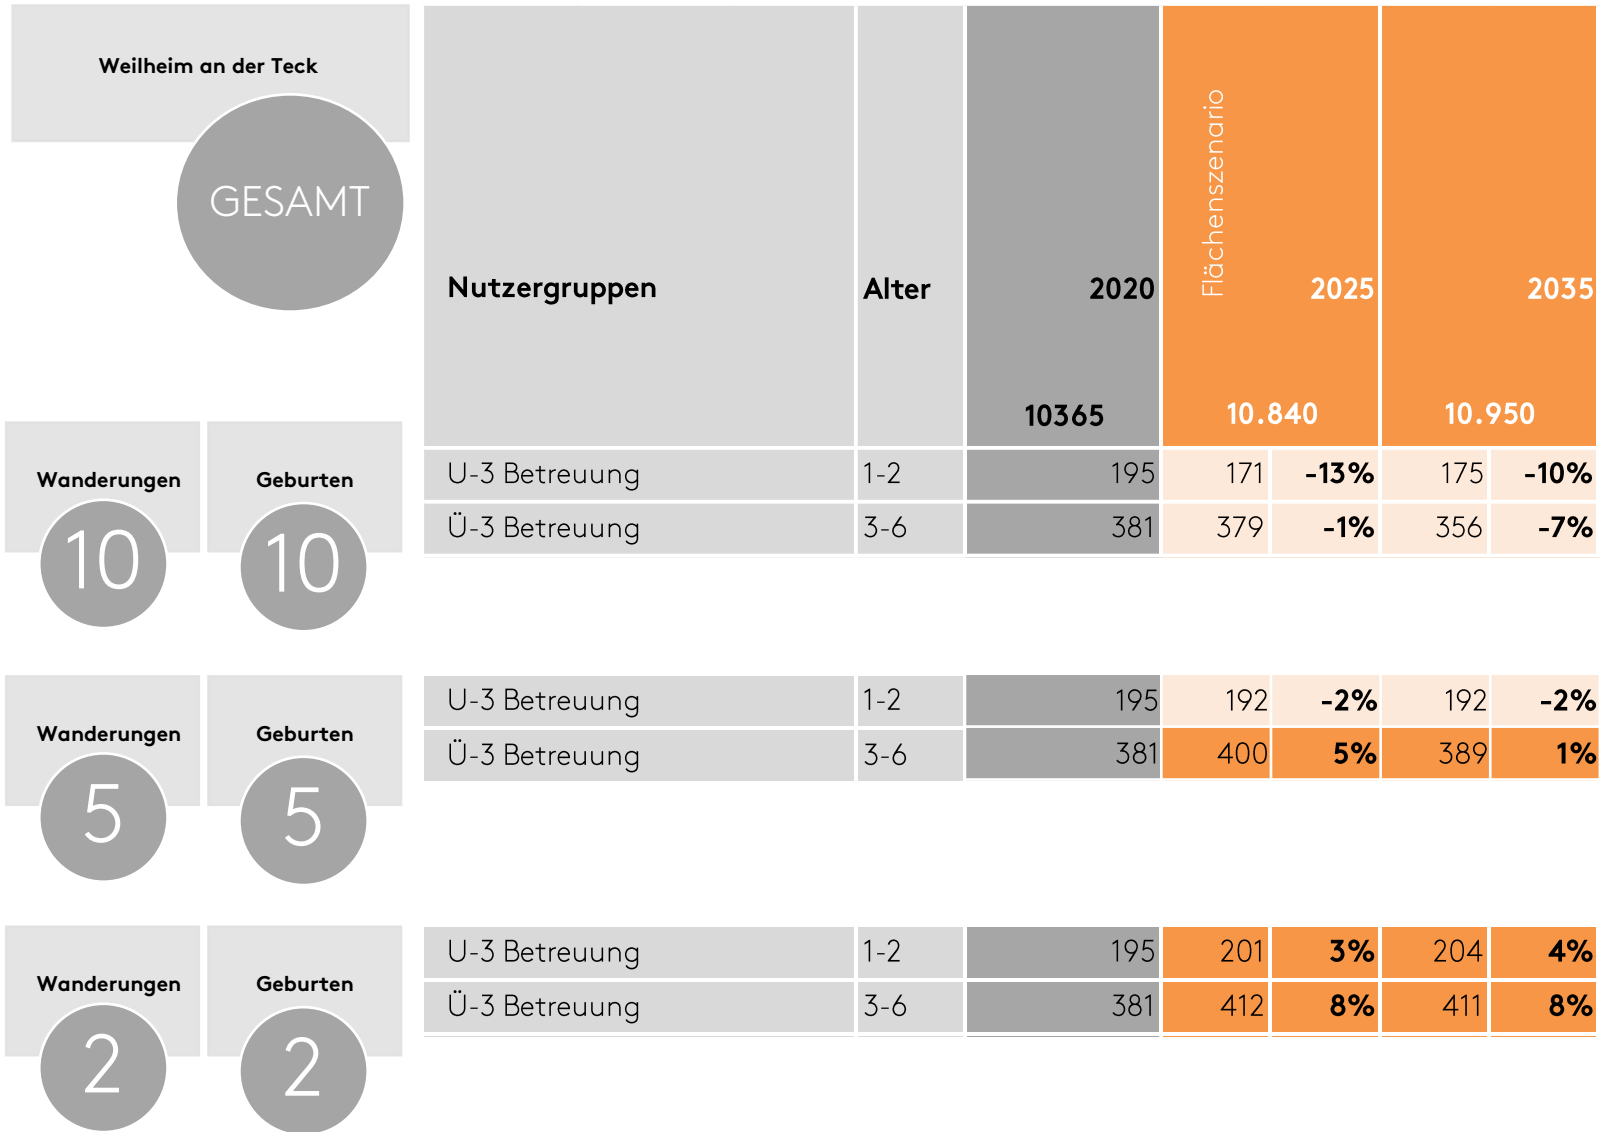 Weilheim an der Teck
GESAMT
Nutzergruppen Alter 2020 Flächenszenario 2025 2035
10365 10.840 10.950
Wanderungen Geburten
10 10
U-3 Betreuung 1-2 195 171 -13% 175 -10%
Ü-3 Betreuung 3-6 381 379 -1% 356 -7%
Wanderungen Geburten
5 5
U-3 Betreuung 1-2 195 192 -2% 192 -2%
Ü-3 Betreuung 3-6 381 400 5% 389 1%
Wanderungen Geburten
2 2
U-3 Betreuung 1-2 195 201 3% 204 4%
Ü-3 Betreuung 3-6 381 412 8% 411 8%